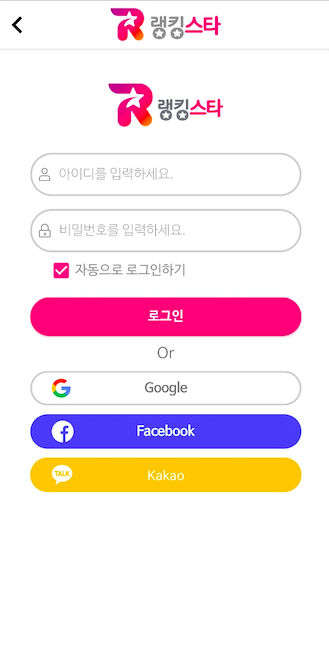 랭킹스타
랭킹스타
아이디를 입력하세요.
비밀번호를 입력하세요.
자동으로 로그인하기
로그인
Or
Google
Facebook
TALK
Kakao